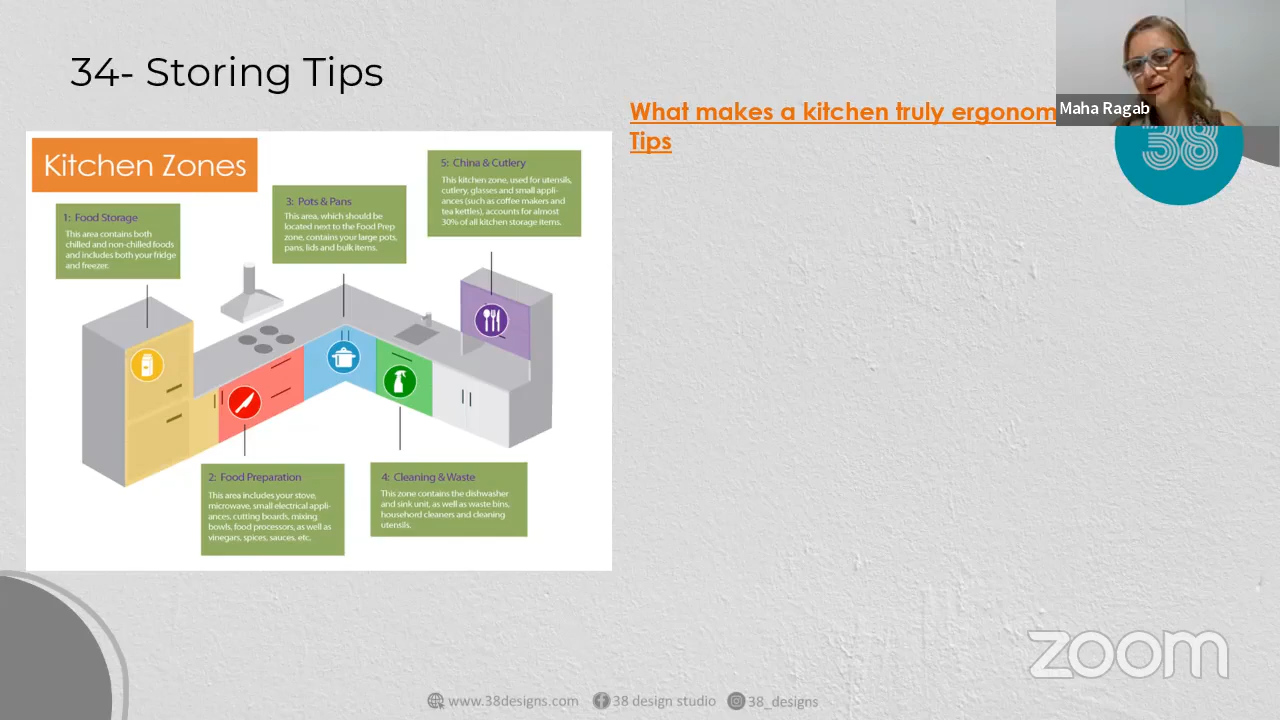 34- Storing Tips
What makes a kitchen truly ergonom
Tips
Maha Ragab
38
Kitchen Zones
1: Food Storage
This area contains both
chilled and non-chilled foods
and includes both your fridge
and freezer.
3: Pots & Pans
This area, which should be
located next to the Food Prep
zone, contains your large pots,
pans, lids and bulk items.
5: China & Cutlery
This kitchen zone, used for utensils,
cutlery, glasses and small appli-
ances (such as coffee makers and
tea kettles), accounts for almost
30% of all kitchen storage items.
2: Food Preparation
This area includes your stove,
microwave, small electrical appli-
ances, cutting boards, mixing
bowls, food processors, as well as
vinegars, spices, sauces, etc.
4: Cleaning & Waste
This zone contains the dishwasher
and sink unit, as well as waste bins,
househord cleaners and cleaning
utensils.
zoom
www.38designs.com 38 design studio 38_designs